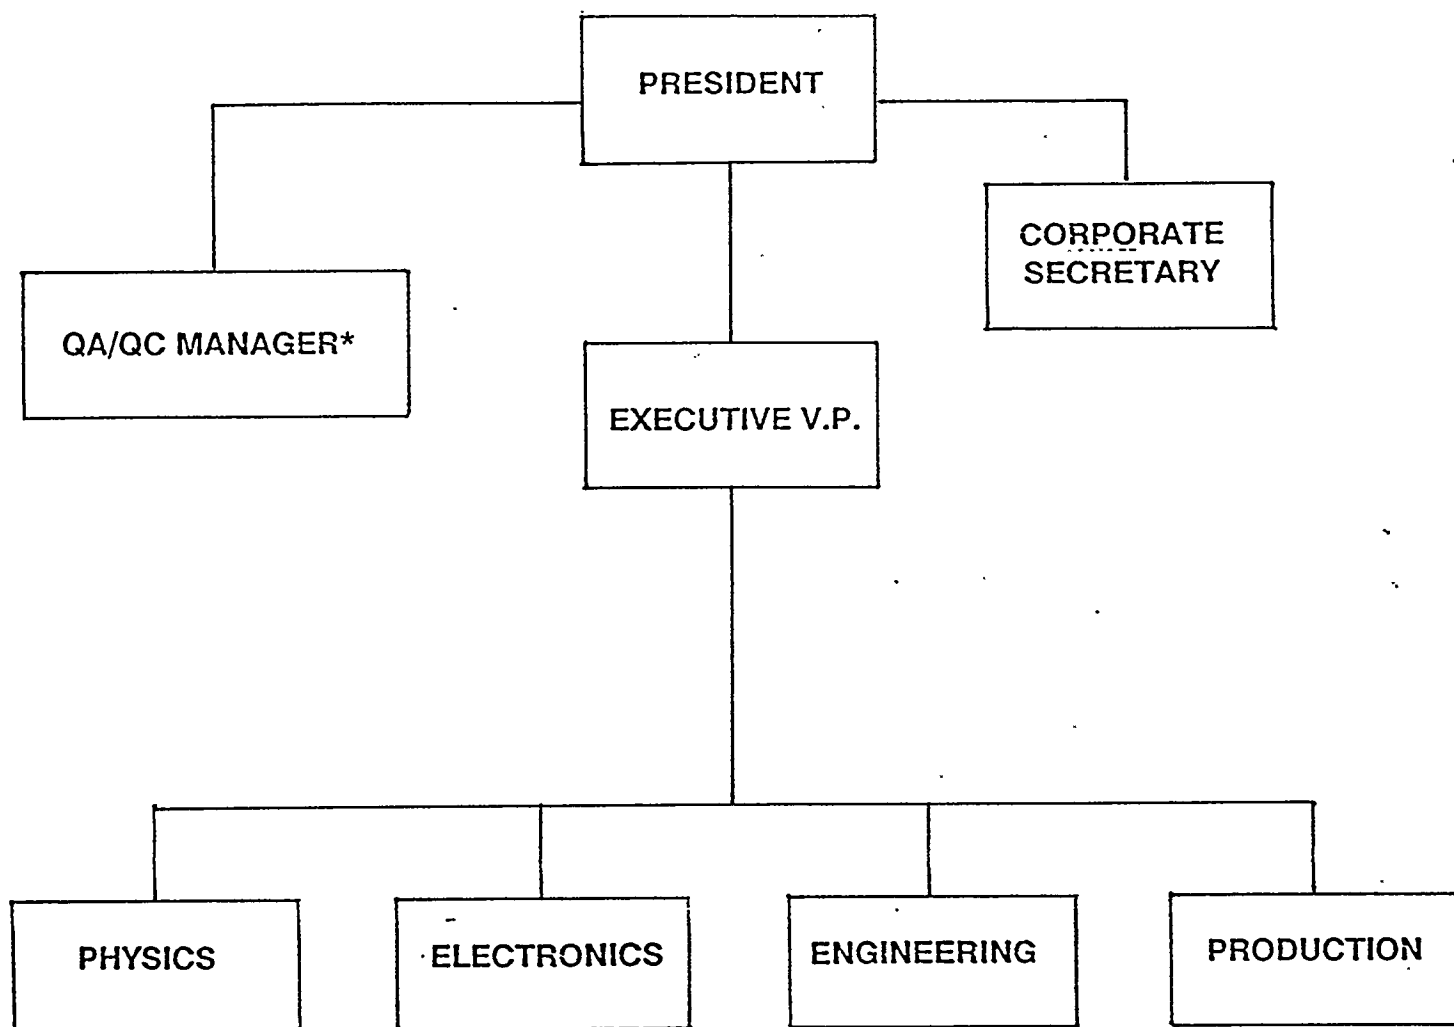 PRESIDENT
CORPORATE
SECRETARY
QA/QC MANAGER*
EXECUTIVE V.P.
PHYSICS
ELECTRONICS
ENGINEERING
PRODUCTION